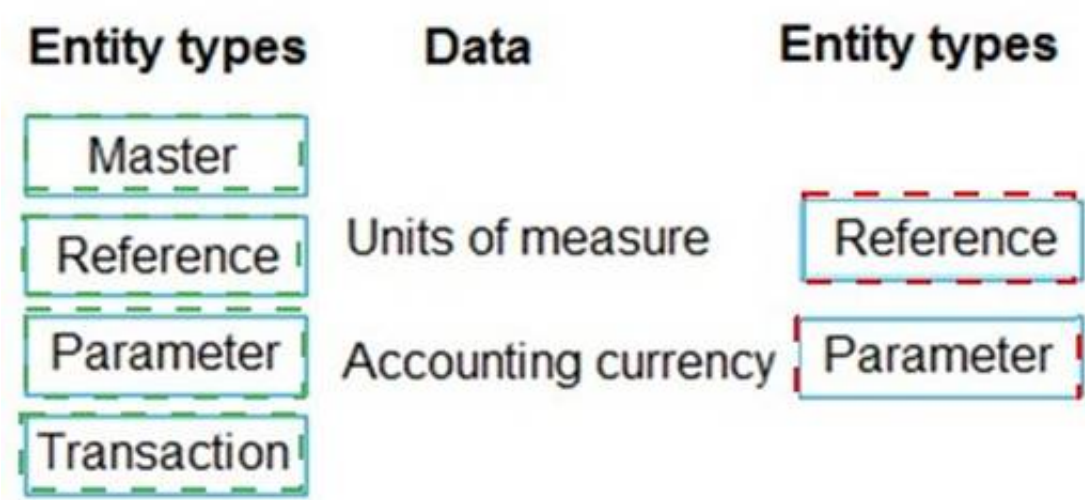 Entity types Data Entity types
Master
Reference Units of measure Reference
Parameter Accounting currency Parameter
Transaction